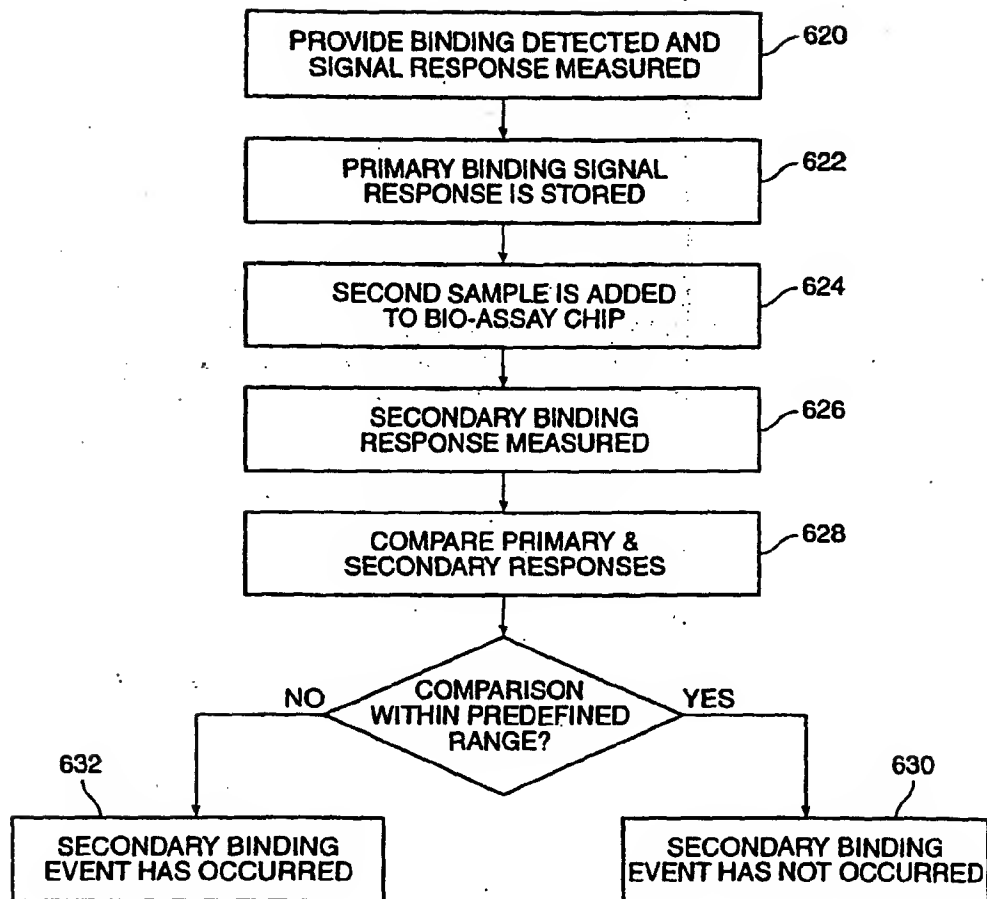 PROVIDE BINDING DETECTED AND
SIGNAL RESPONSE MEASURED
620
PRIMARY BINDING SIGNAL
RESPONSE IS STORED
622
SECOND SAMPLE IS ADDED
TO BIO-ASSAY CHIP
624
SECONDARY BINDING
RESPONSE MEASURED
626
COMPARE PRIMARY &
SECONDARY RESPONSES
628
NO
COMPARISON
WITHIN PREDEFINED
RANGE?
YES
632
SECONDARY BINDING
EVENT HAS OCCURRED
630
SECONDARY BINDING
EVENT HAS NOT OCCURRED